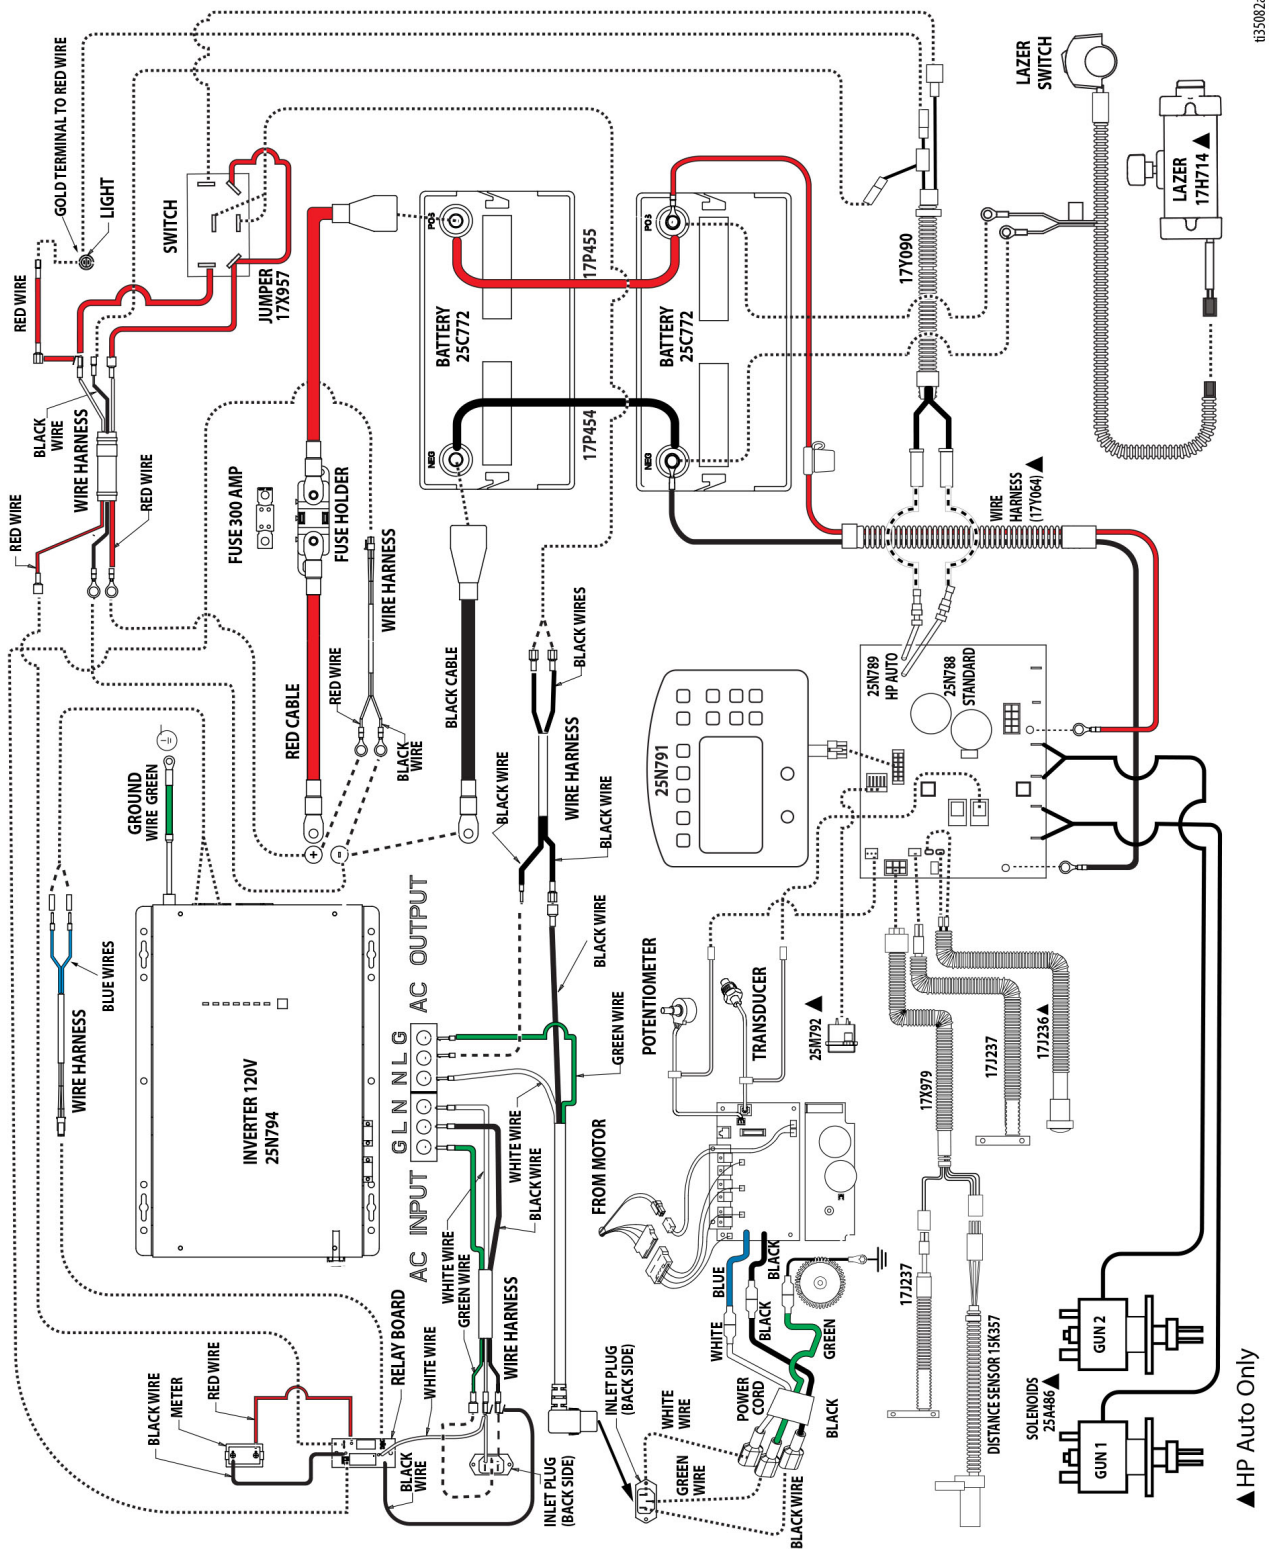 ti35082a
GOLD TERMINAL TO RED WIRE
LIGHT
RED WIRE
SWITCH
JUMPER
17X957
BLACK
WIRE
WIRE HARNESS
RED WIRE
RED WIRE
LAZER
SWITCH
LAZER
17H714 ▲
POS
NEG
BATTERY
25C772
17P455
17P454
POS
NEG
BATTERY
25C772
17Y090
FUSE 300 AMP
FUSE HOLDER
WIRE HARNESS
WIRE
HARNESS
(17Y064) ▲
RED CABLE
RED WIRE
BLACK
WIRE
BLACK CABLE
BLACK WIRES
BLACK WIRE
WIRE HARNESS
BLACK WIRE
+
-
GROUND
WIRE GREEN
BLUE WIRES
WIRE HARNESS
INVERTER 120V
25N794
AC INPUT
G L N
N L G
AC OUTPUT
BLACK WIRE
GREEN WIRE
WHITE WIRE
BLACK WIRE
WHITE WIRE
GREEN WIRE
WIRE HARNESS
25N791
25N789
HP AUTO
25N788
STANDARD
POTENTIOMETER
TRANSDUCER
25M792 ▲
FROM MOTOR
17X979
17J237
17J236 ▲
17J237
DISTANCE SENSOR 15K357
BLACK WIRE
METER
RED WIRE
RELAY BOARD
WHITE WIRE
BLACK
WIRE
INLET PLUG
(BACK SIDE)
INLET PLUG
(BACK SIDE)
WHITE
WIRE
GREEN
WIRE
BLACK WIRE
POWER
CORD
WHITE
BLUE
BLACK
BLACK
GREEN
BLACK
SOLENOIDS
25A486 ▲
GUN 1
GUN 2
▲ HP Auto Only